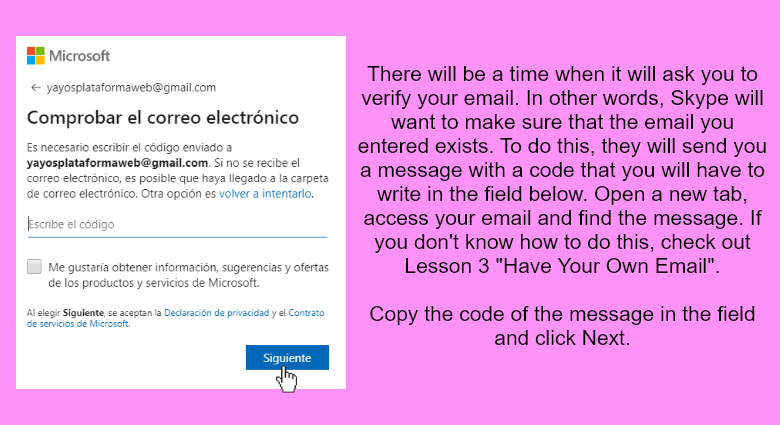 Microsoft
← yayosplataformaweb@gmail.com
Comprobar el correo electrónico
Es necesario escribir el código enviado a
yayosplataformaweb@gmail.com. Si no se recibe el
correo electrónico, es posible que haya llegado a la carpeta
de correo electrónico. Otra opción es volver a intentarlo.
Escribe el código
Me gustaría obtener información, sugerencias y ofertas
de los productos y servicios de Microsoft.
Al elegir Siguiente, se aceptan la Declaración de privacidad y el Contrato
de servicios de Microsoft.
Siguiente
There will be a time when it will ask you to
verify your email. In other words, Skype will
want to make sure that the email you
entered exists. To do this, they will send you
a message with a code that you will have to
write in the field below. Open a new tab,
access your email and find the message. If
you don't know how to do this, check out
Lesson 3 "Have Your Own Email".
Copy the code of the message in the field
and click Next.